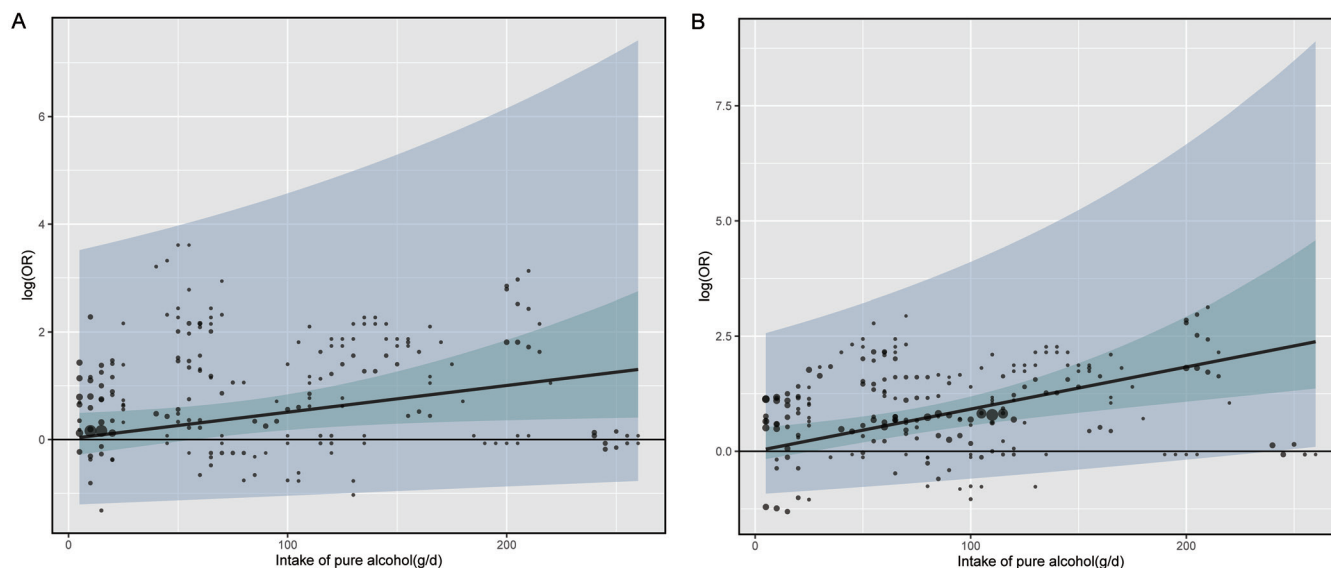 A
6
4
2
0
log(OR)
0
100
200
Intake of pure alcohol(g/d)
B
7.5
5.0
2.5
0.0
log(OR)
0
100
200
Intake of pure alcohol(g/d)